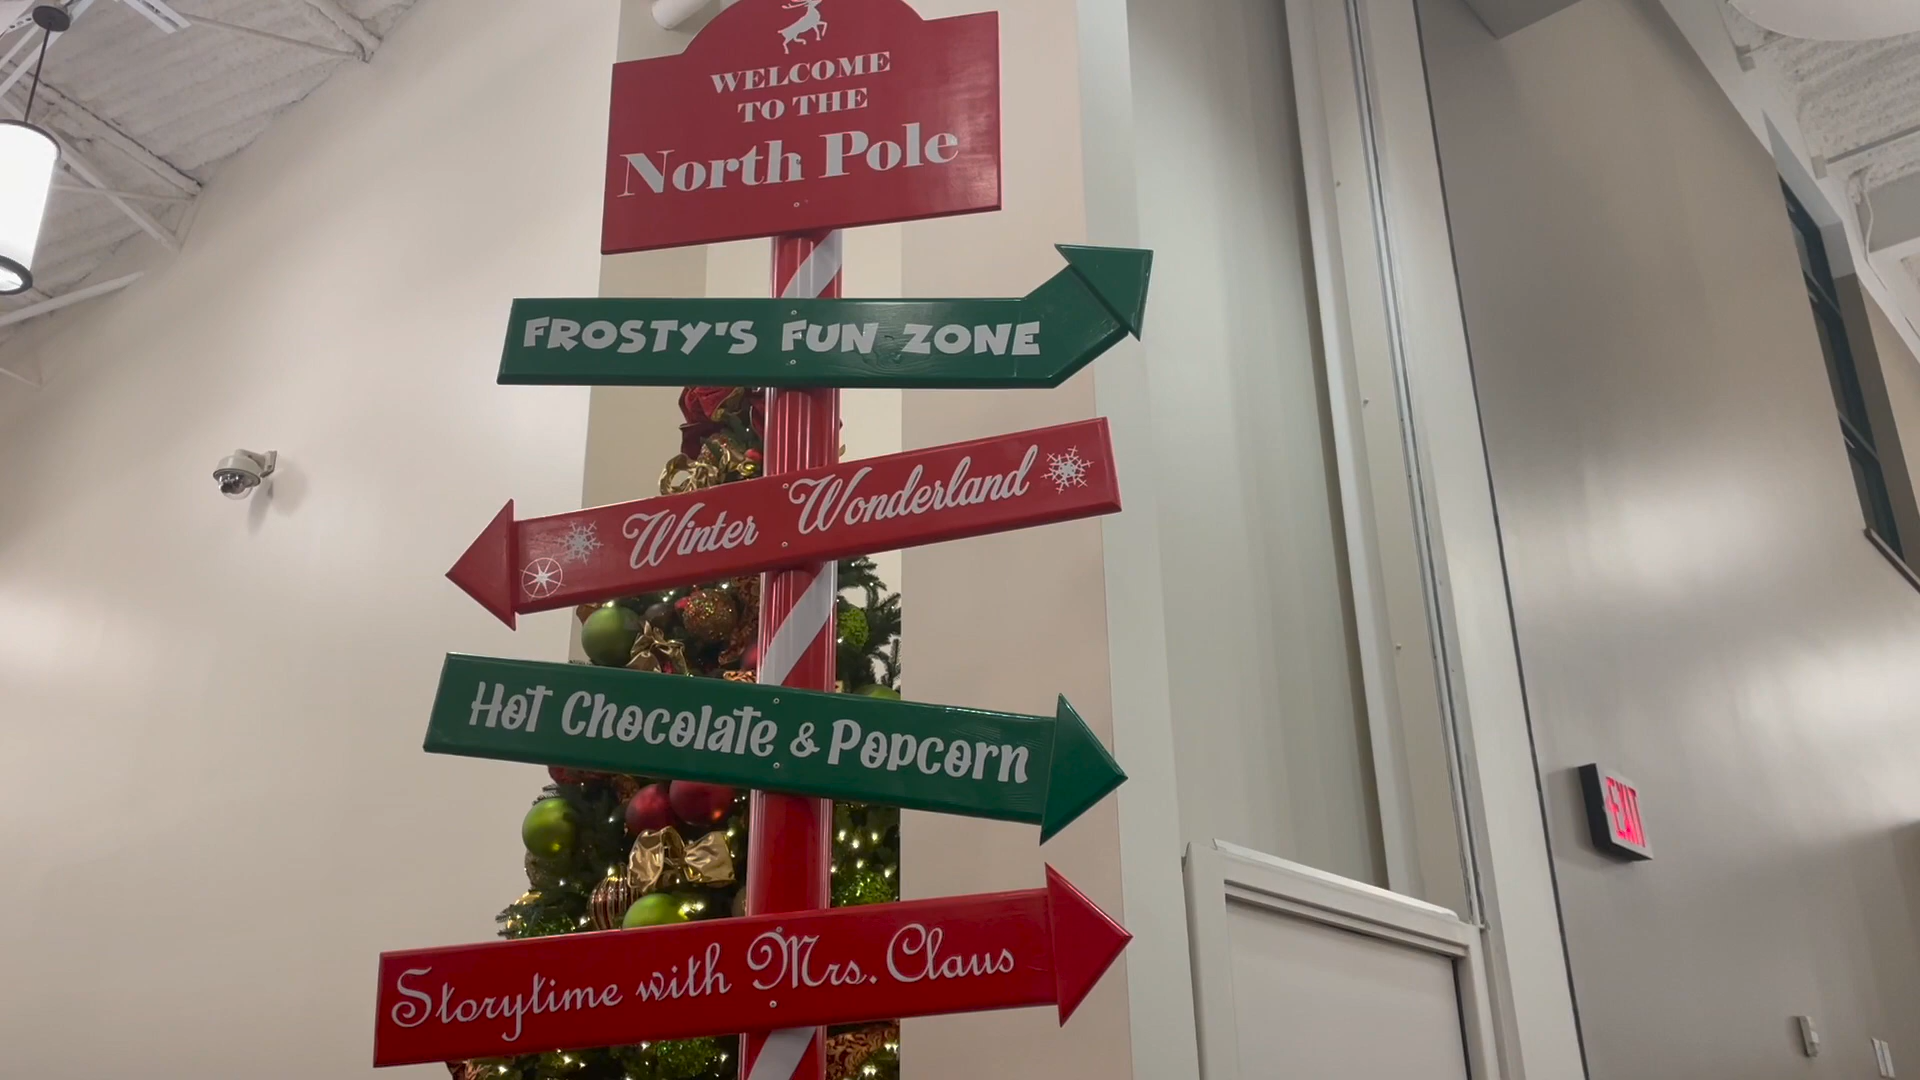 WELCOME
TO THE
North Pole
FROSTY'S FUN ZONE
Winter Wonderland
Hot Chocolate & Popcorn
Storytime with Mrs. Claus
EXIT